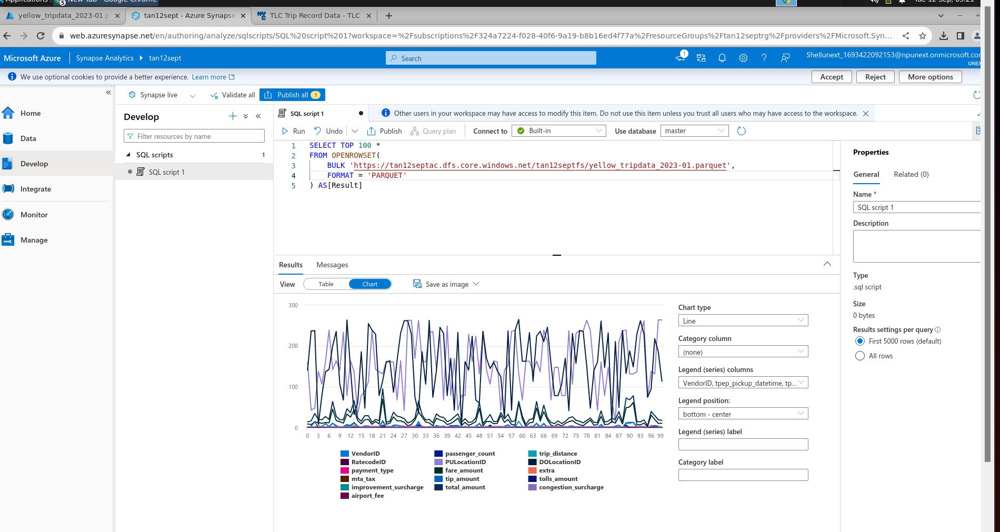 Applications
5
New Tab - Google Chrome
Tue 12 Sep, 09:21
yellow_tripdata_2023-01.p
tan12sept - Azure Synapse
TLC Trip Record Data - TLC
web.azuresynapse.net/en/authoring/analyze/sqlscripts/SQL%20script%201?workspace=%2Fsubscriptions%2F324a7224-f028-40f6-9a19-b8b16ed4f77a%2FresourceGroups%2Ftan12septrg%2Fproviders%2FMicrosoft.Syn...
Microsoft Azure
Synapse Analytics
tan12sept
Search
1
Shellunext_1693422092153@npunext.onmicrosoft.cor
UNEX
We use optional cookies to provide a better experience. Learn more
Accept
Reject
More options
Synapse live
Validate all
Publish all
1
Home
Data
Develop
Integrate
Monitor
Manage
Develop
Filter resources by name
SQL scripts
1
SQL script 1
SQL script 1
Other users in your workspace may have access to modify this item. Do not use this item unless you trust all users who may have access to the workspace.
Run
Undo
Publish
Query plan
Connect to
Built-in
Use database
master
1 SELECT TOP 100 *
2 FROM OPENROWSET(
3 BULK 'https://tan12septac.dfs.core.windows.net/tan12septfs/yellow_tripdata_2023-01.parquet',
4 FORMAT = 'PARQUET'
5 ) AS[Result]
Results
Messages
View
Table
Chart
Save as image
300
200
100
0
0 3 6 9 12 15 18 21 24 27 30 33 36 39 42 45 48 51 54 57 60 63 66 69 72 75 78 81 84 87 90 93 96 99
VendorID passenger_count trip_distance
RatecodeID PULocationID DOLocationID
payment_type fare_amount extra
mta_tax tip_amount tolls_amount
improvement_surcharge total_amount congestion_surcharge
airport_fee
Chart type
Line
Category column
(none)
Legend (series) columns
VendorID, tpep_pickup_datetime, tp...
Legend position:
bottom - center
Legend (series) label
Category label
Properties
General
Related (0)
Name *
SQL script 1
Description
Type
.sql script
Size
0 bytes
Results settings per query
First 5000 rows (default)
All rows